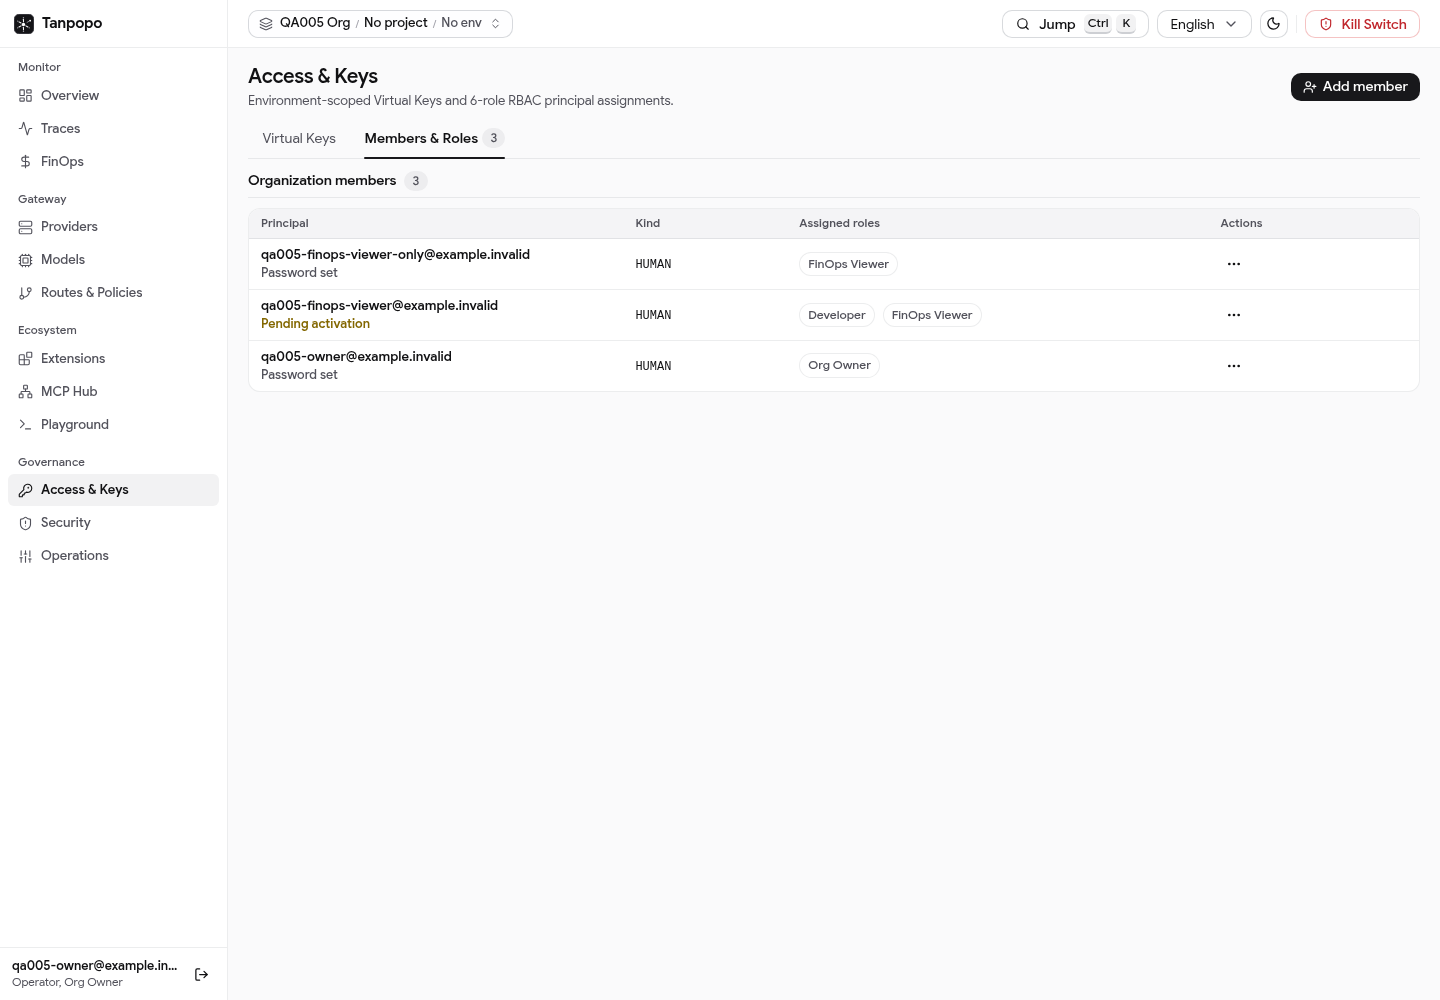 Tanpopo
QA005 Org / No project / No env
Jump Ctrl K
English
Kill Switch
Monitor
Overview
Traces
FinOps
Gateway
Providers
Models
Routes & Policies
Ecosystem
Extensions
MCP Hub
Playground
Governance
Access & Keys
Security
Operations
qa005-owner@example.in...
Operator, Org Owner
Access & Keys
Environment-scoped Virtual Keys and 6-role RBAC principal assignments.
Add member
Virtual Keys
Members & Roles 3
Organization members 3
Principal Kind Assigned roles Actions
qa005-finops-viewer-only@example.invalid
Password set
HUMAN
FinOps Viewer
qa005-finops-viewer@example.invalid
Pending activation
HUMAN
Developer FinOps Viewer
qa005-owner@example.invalid
Password set
HUMAN
Org Owner